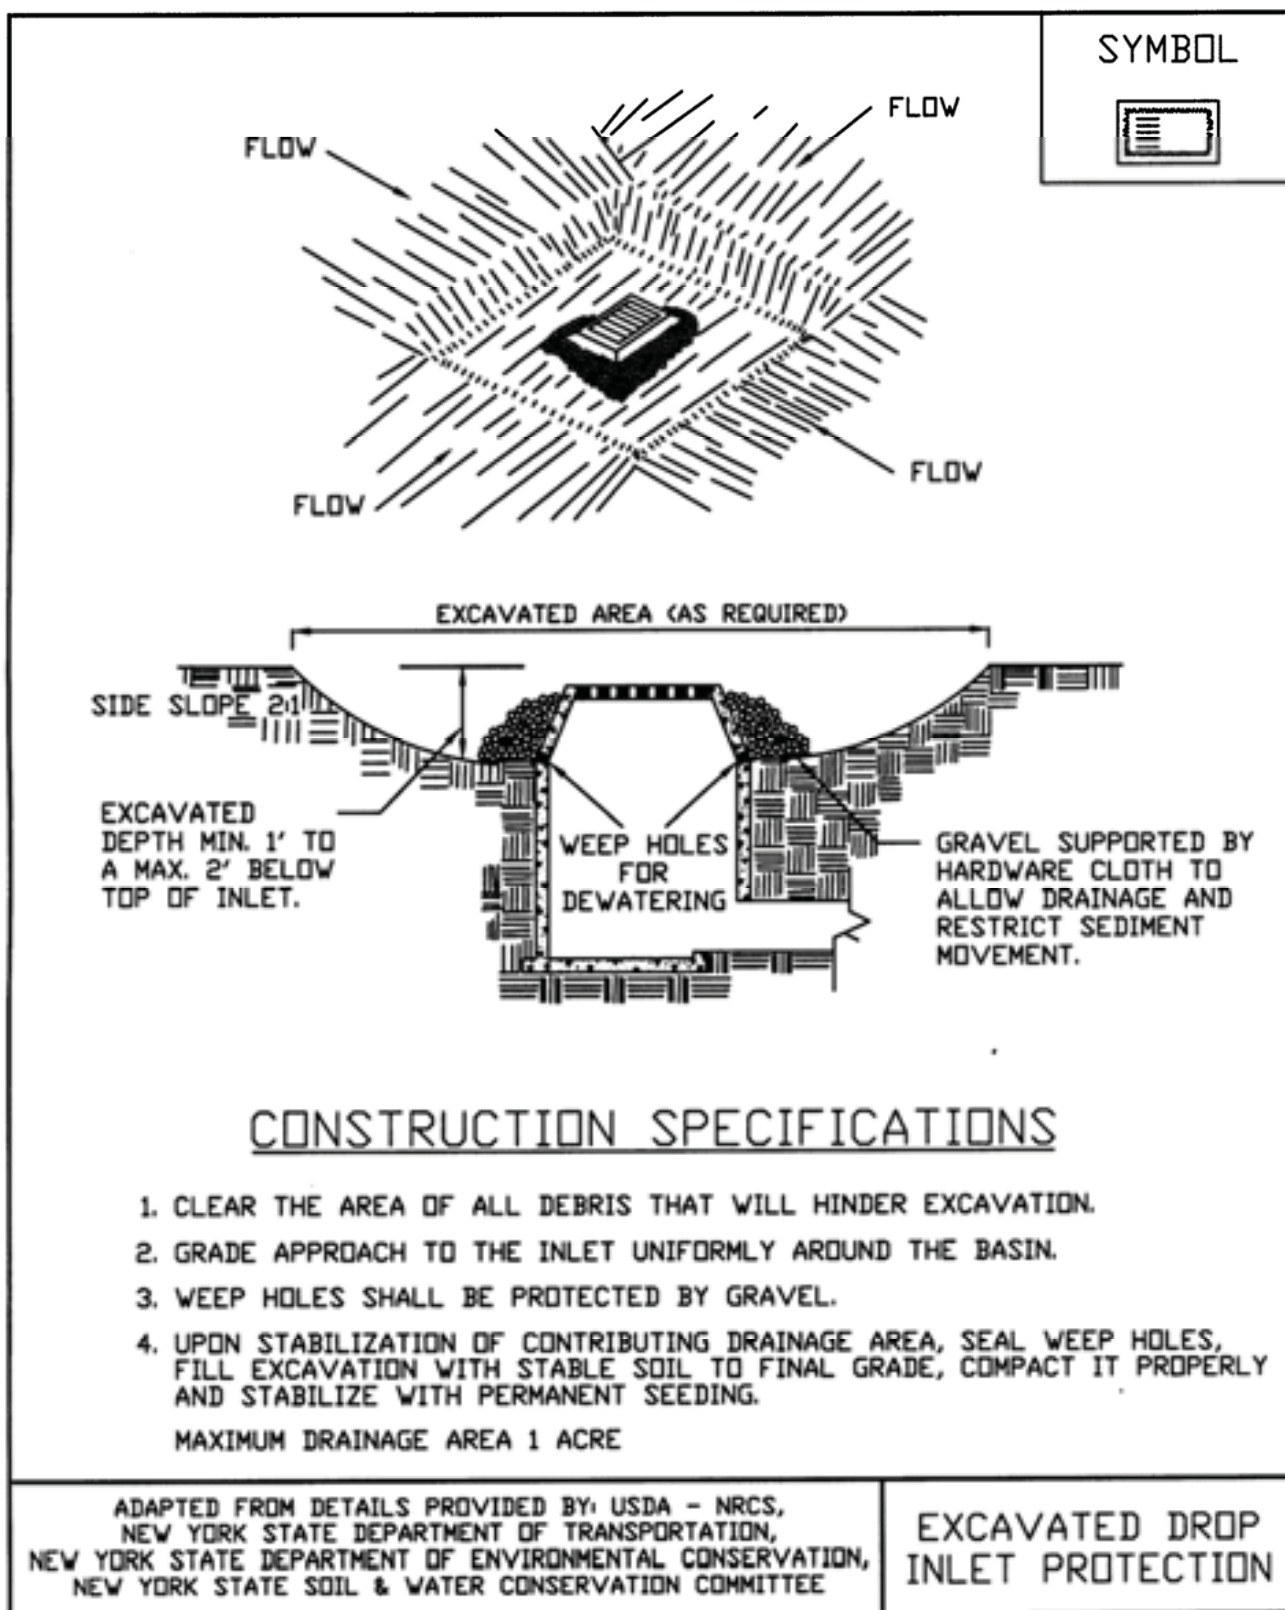 SYMBOL
FLOW
FLOW
FLOW
FLOW
EXCAVATED AREA (AS REQUIRED)
SIDE SLOPE 2:1
EXCAVATED
DEPTH MIN. 1' TO
A MAX. 2' BELOW
TOP OF INLET.
WEEP HOLES
FOR
DEWATERING
GRAVEL SUPPORTED BY
HARDWARE CLOTH TO
ALLOW DRAINAGE AND
RESTRICT SEDIMENT
MOVEMENT.
CONSTRUCTION SPECIFICATIONS
1. CLEAR THE AREA OF ALL DEBRIS THAT WILL HINDER EXCAVATION.
2. GRADE APPROACH TO THE INLET UNIFORMLY AROUND THE BASIN.
3. WEEP HOLES SHALL BE PROTECTED BY GRAVEL.
4. UPON STABILIZATION OF CONTRIBUTING DRAINAGE AREA, SEAL WEEP HOLES,
FILL EXCAVATION WITH STABLE SOIL TO FINAL GRADE, COMPACT IT PROPERLY
AND STABILIZE WITH PERMANENT SEEDING.
MAXIMUM DRAINAGE AREA 1 ACRE
ADAPTED FROM DETAILS PROVIDED BY: USDA - NRCS,
NEW YORK STATE DEPARTMENT OF TRANSPORTATION,
NEW YORK STATE DEPARTMENT OF ENVIRONMENTAL CONSERVATION,
NEW YORK STATE SOIL & WATER CONSERVATION COMMITTEE
EXCAVATED DROP
INLET PROTECTION